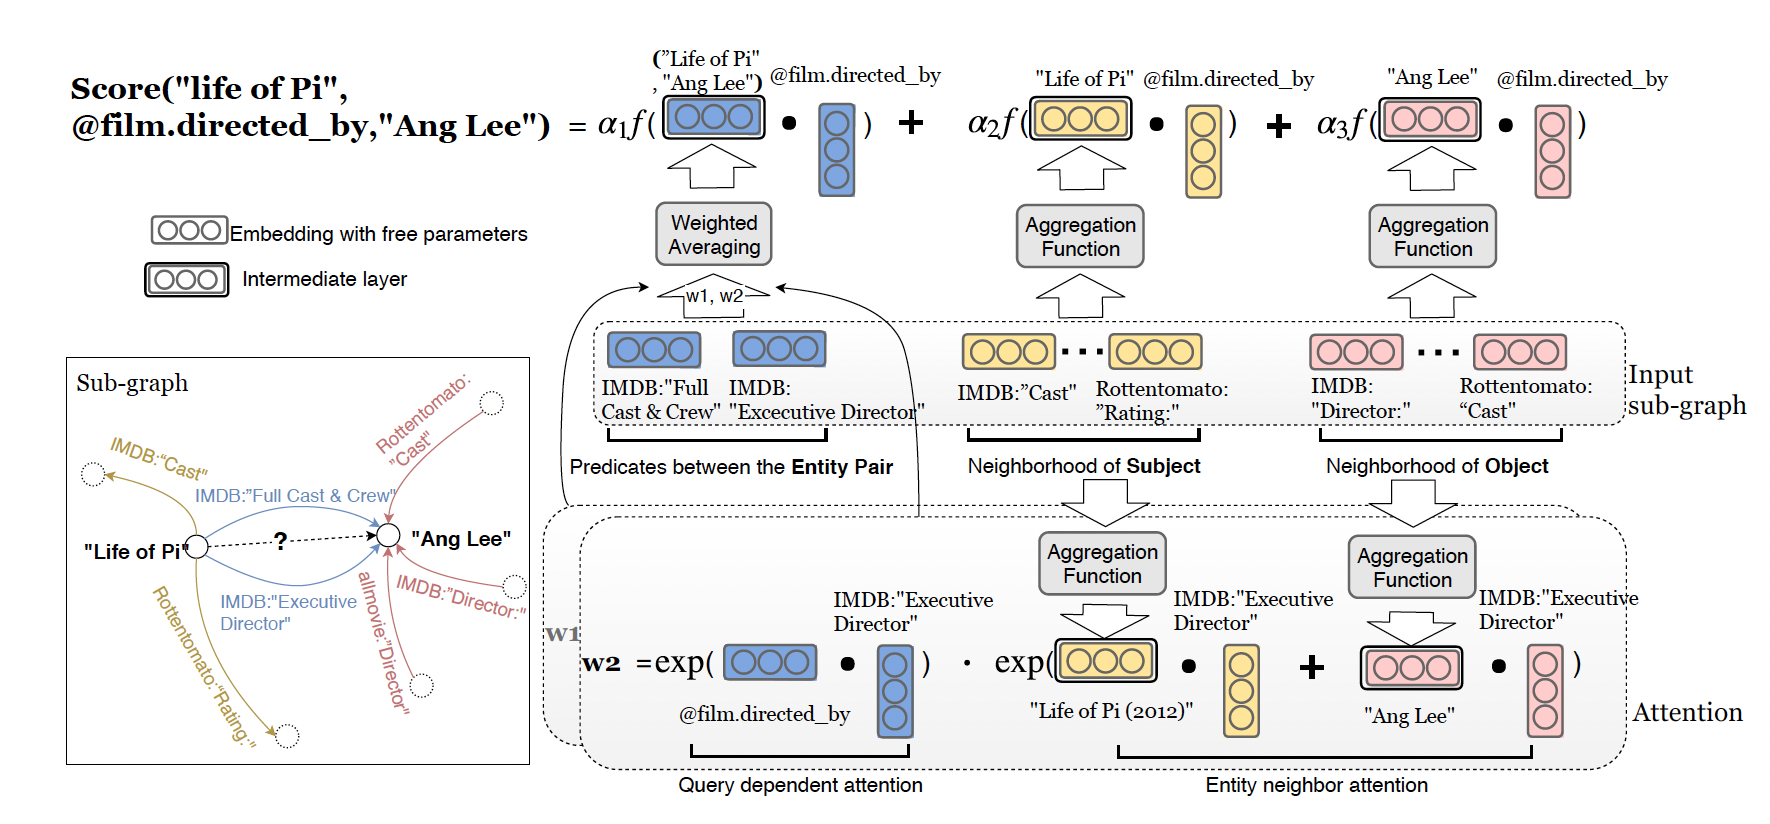 Score("life of Pi",
@film.directed_by,"Ang Lee")
= α1f(
(”Life of Pi"
,"Ang Lee")
@film.directed_by
)
+
α2f(
"Life of Pi"
@film.directed_by
)
+
α3f(
"Ang Lee"
@film.directed_by
)
Embedding with free parameters
Intermediate layer
Weighted
Averaging
Aggregation
Function
Aggregation
Function
w1, w2
IMDB:"Full
Cast & Crew"
IMDB:
"Excecutive Director"
IMDB:”Cast"
Rottentomato:
”Rating:"
IMDB:
"Director:"
Rottentomato:
“Cast"
Input
sub-graph
Predicates between the Entity Pair
Neighborhood of Subject
Neighborhood of Object
Sub-graph
Rottentomato:
”Cast"
IMDB:“Cast"
IMDB:”Full Cast & Crew"
"Life of Pi"
?
"Ang Lee"
IMDB:"Executive
Director"
Rottentomato:“Rating:"
allmovie:”Director"
IMDB:”Director:"
Aggregation
Function
Aggregation
Function
IMDB:"Executive
Director"
IMDB:"Executive
Director"
IMDB:"Executive
Director"
w1
w2 =exp(
) · exp(
+
)
@film.directed_by
"Life of Pi (2012)"
"Ang Lee"
Attention
Query dependent attention
Entity neighbor attention